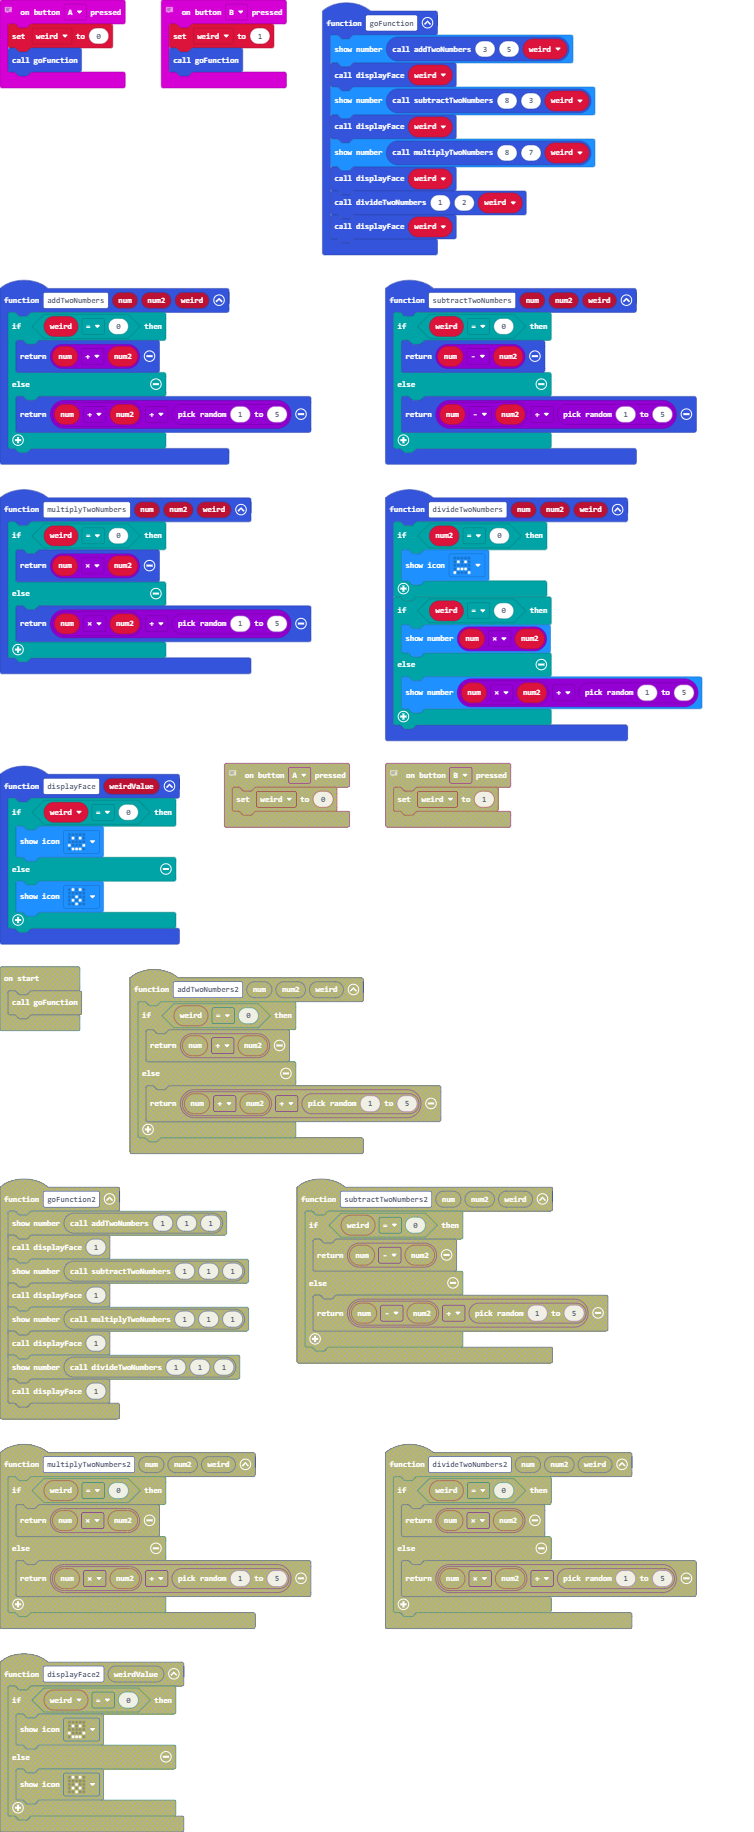 on button A pressed
set weird to 0
call goFunction
on button B pressed
set weird to 1
call goFunction
function goFunction
show number call addTwoNumbers 3 5 weird
call displayFace weird
show number call subtractTwoNumbers 8 3 weird
call displayFace weird
show number call multiplyTwoNumbers 8 7 weird
call displayFace weird
call divideTwoNumbers 1 2 weird
call displayFace weird
function addTwoNumbers num num2 weird
if weird = 0 then
return num + num2
else
return num + num2 + pick random 1 to 5
function subtractTwoNumbers num num2 weird
if weird = 0 then
return num - num2
else
return num - num2 + pick random 1 to 5
function multiplyTwoNumbers num num2 weird
if weird = 0 then
return num × num2
else
return num × num2 + pick random 1 to 5
function divideTwoNumbers num num2 weird
if num2 = 0 then
show icon
if weird = 0 then
show number num × num2
else
show number num × num2 + pick random 1 to 5
function displayFace weirdValue
if weird = 0 then
show icon
else
show icon
on button A pressed
set weird to 0
on button B pressed
set weird to 1
on start
call goFunction
function addTwoNumbers2 num num2 weird
if weird = 0 then
return num + num2
else
return num + num2 + pick random 1 to 5
function goFunction2
show number call addTwoNumbers 1 1 1
call displayFace 1
show number call subtractTwoNumbers 1 1 1
call displayFace 1
show number call multiplyTwoNumbers 1 1 1
call displayFace 1
show number call divideTwoNumbers 1 1 1
call displayFace 1
function subtractTwoNumbers2 num num2 weird
if weird = 0 then
return num - num2
else
return num - num2 + pick random 1 to 5
function multiplyTwoNumbers2 num num2 weird
if weird = 0 then
return num × num2
else
return num × num2 + pick random 1 to 5
function divideTwoNumbers2 num num2 weird
if weird = 0 then
return num × num2
else
return num × num2 + pick random 1 to 5
function displayFace2 weirdValue
if weird = 0 then
show icon
else
show icon